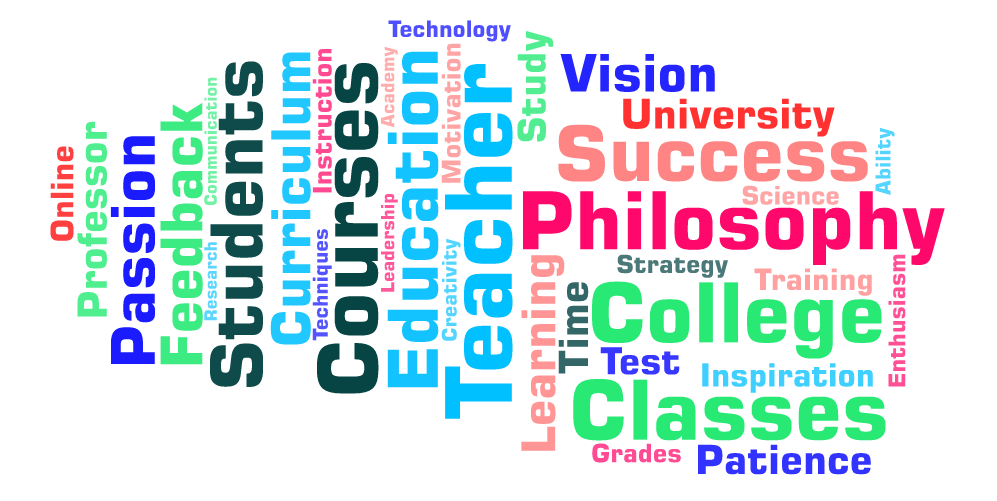 Online
Professor
Passion
Feedback
Communication
Research
Students
Curriculum
Instruction
Techniques
Courses
Academy
Leadership
Technology
Education
Motivation
Creativity
Teacher
Study
Vision
University
Success
Ability
Science
Philosophy
Learning
Time
Strategy
Training
Enthusiasm
College
Test
Inspiration
Classes
Grades
Patience